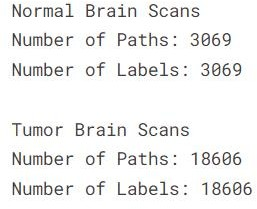 Normal Brain Scans
Number of Paths: 3069
Number of Labels: 3069
Tumor Brain Scans
Number of Paths: 18606
Number of Labels: 18606